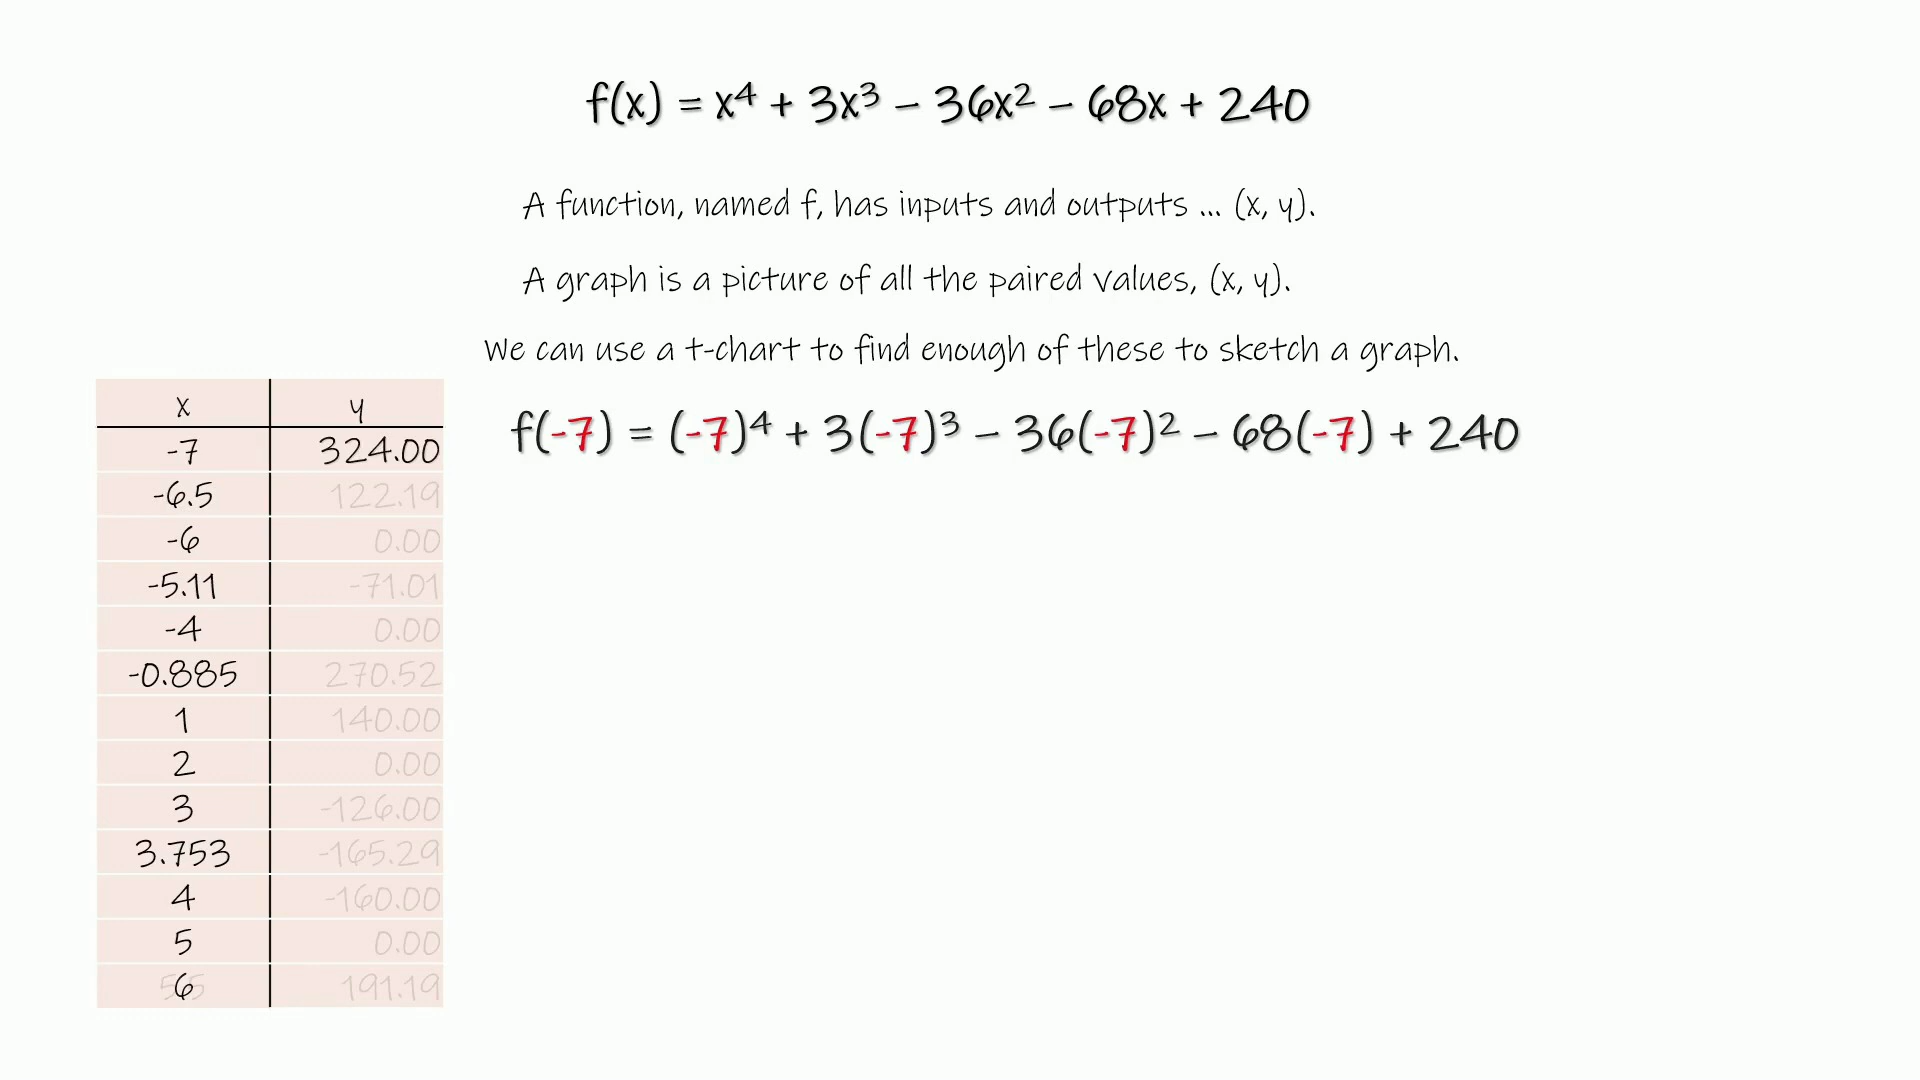 f(x) = x⁴ + 3x³ − 36x² − 68x + 240
A function, named f, has inputs and outputs ... (x, y).
A graph is a picture of all the paired values, (x, y).
We can use a t-chart to find enough of these to sketch a graph.
f(-7) = (-7)⁴ + 3(-7)³ − 36(-7)² − 68(-7) + 240
x y
-7 324.00
-6.5 122.19
-6 0.00
-5.11 -71.01
-4 0.00
-0.885 270.52
1 140.00
2 0.00
3 -126.00
3.753 -165.29
4 -160.00
5 0.00
6 191.19